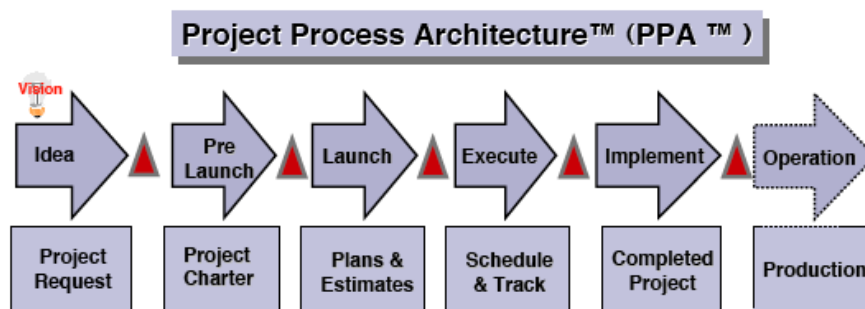 Project Process Architecture™ (PPA ™ )
Vision
Idea
Pre
Launch
Launch
Execute
Implement
Operation
Project
Request
Project
Charter
Plans &
Estimates
Schedule
& Track
Completed
Project
Production